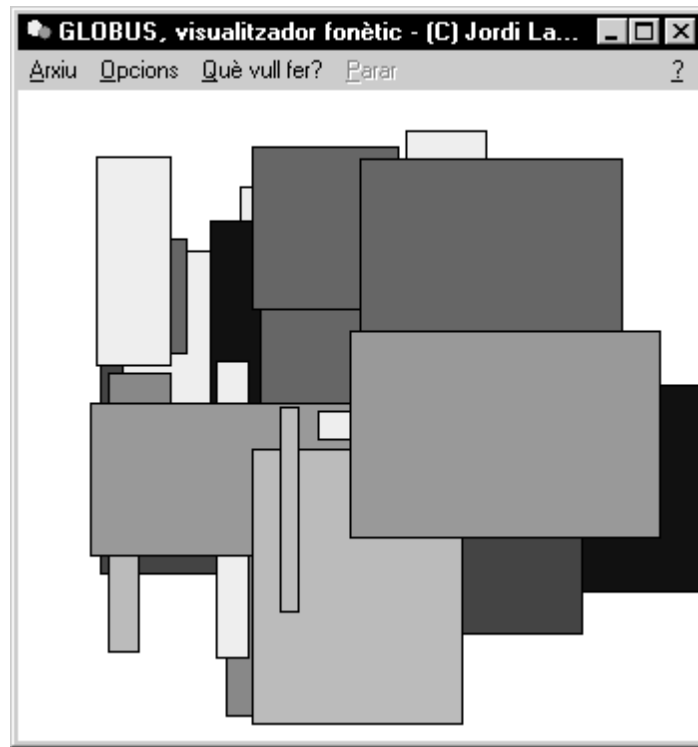 GLOBUS, visualitzador fonètic - (C) Jordi La...
Arxiu Opcions Què vull fer? Parar ?